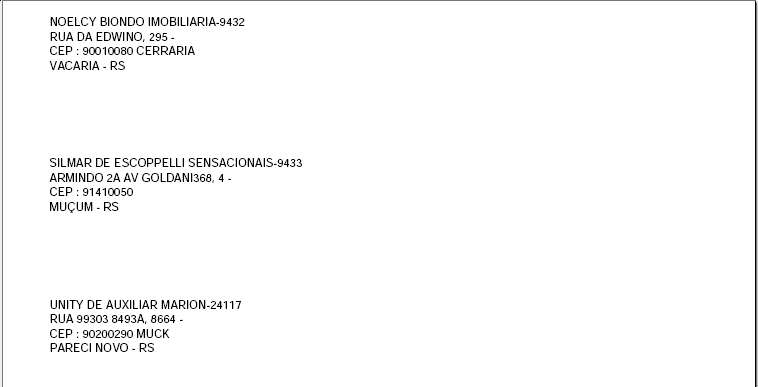 NOELCY BIONDO IMOBILIARIA-9432
RUA DA EDWINO, 295 -
CEP : 90010080 CERRARIA
VACARIA - RS
SILMAR DE ESCOPPELLI SENSACIONAIS-9433
ARMINDO 2A AV GOLDANI368, 4 -
CEP : 91410050
MUÇUM - RS
UNITY DE AUXILIAR MARION-24117
RUA 99303 8493A, 8664 -
CEP : 90200290 MUCK
PARECI NOVO - RS